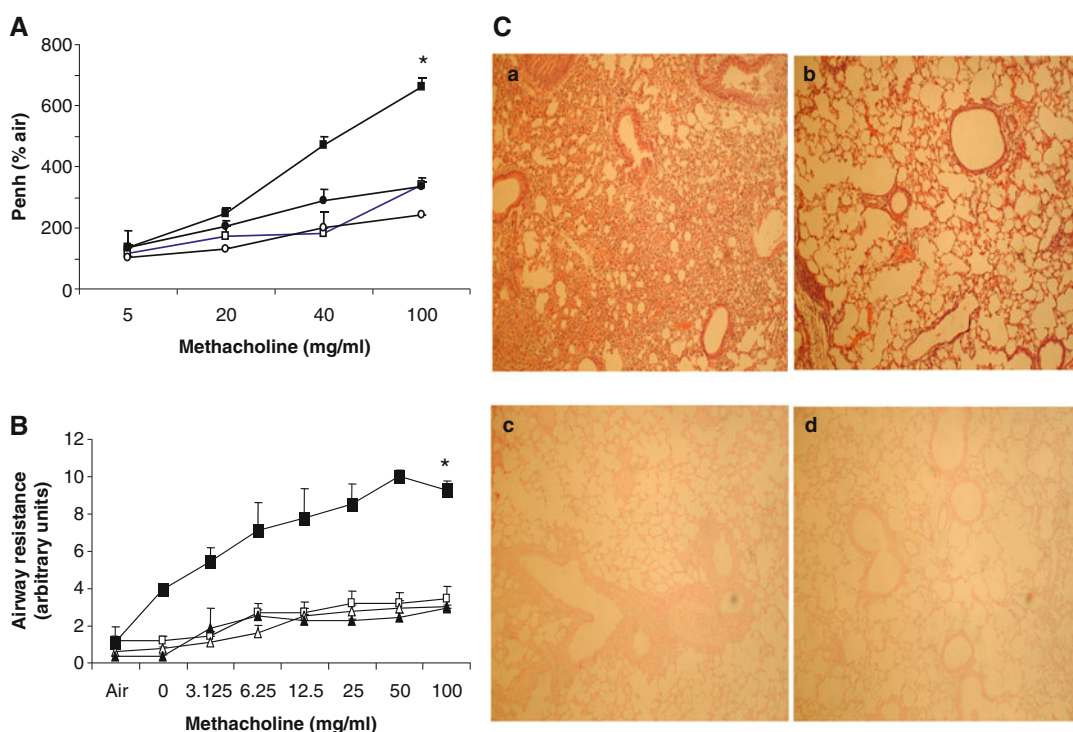 A
800
600
400
200
0
Penh (% air)
*
5 20 40 100
Methacholine (mg/ml)
B
12
10
8
6
4
2
0
Airway resistance
(arbitrary units)
*
Air 0 3.125 6.25 12.5 25 50 100
Methacholine (mg/ml)
C
a
b
c
d